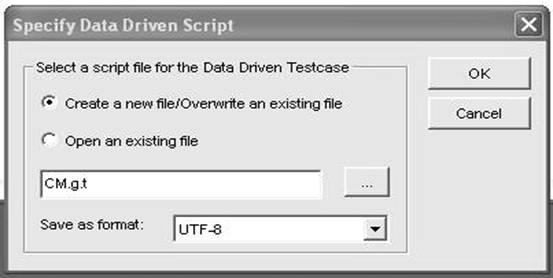 Specify Data Driven Script
Select a script file for the Data Driven Testcase
Create a new file/Overwrite an existing file
Open an existing file
CM.g.t
...
Save as format:
UTF-8
OK
Cancel